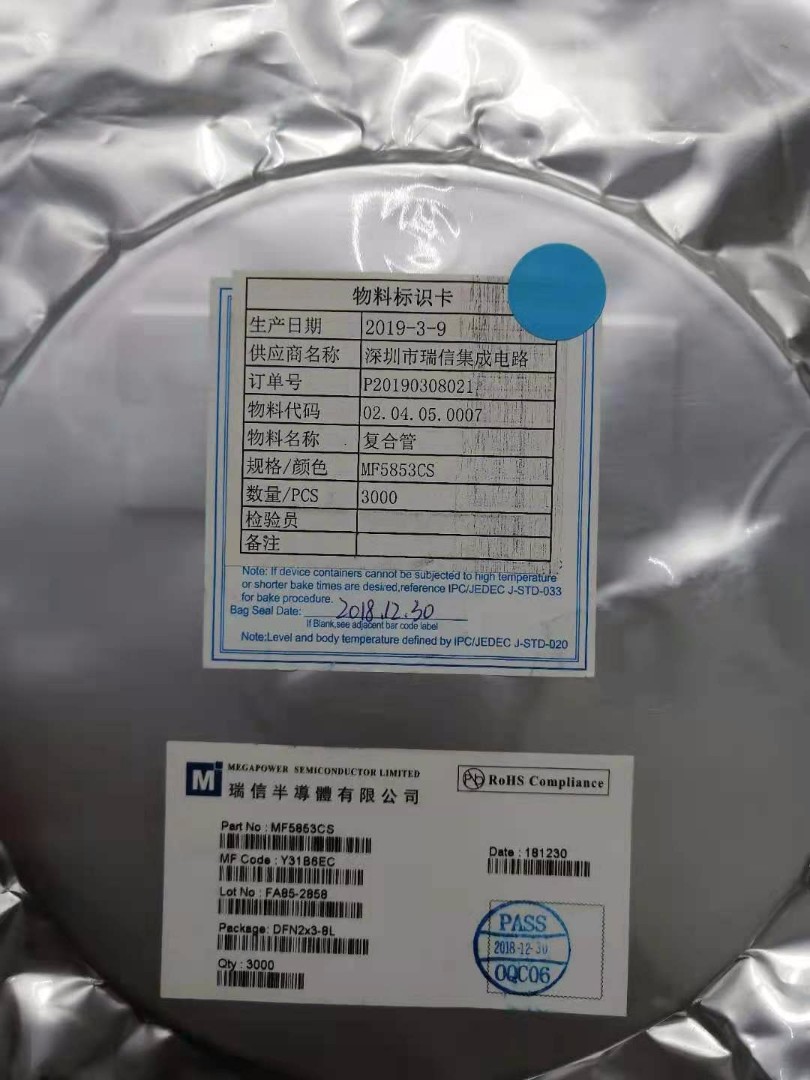 物料标识卡
生产日期 2019-3-9
供应商名称 深圳市瑞信集成电路
订单号 P20190308021
物料代码 02.04.05.0007
物料名称 复合管
规格/颜色 MF5853CS
数量/PCS 3000
检验员
备注
Note: If device containers cannot be subjected to high temperature
or shorter bake times are desired,reference IPC/JEDEC J-STD-033
for bake procedure.
Bag Seal Date: 2018.12.30
If Blank,see adjacent bar code label
Note:Level and body temperature defined by IPC/JEDEC J-STD-020
M MEGAPOWER SEMICONDUCTOR LIMITED
瑞信半導體有限公司
Pb RoHS Compliance
Part No : MF5853CS
MF Code : Y31B6EC
Date : 181230
Lot No : FA85-2858
Package: DFN2x3-8L
Qty : 3000
PASS
2018-12-30
OQC06